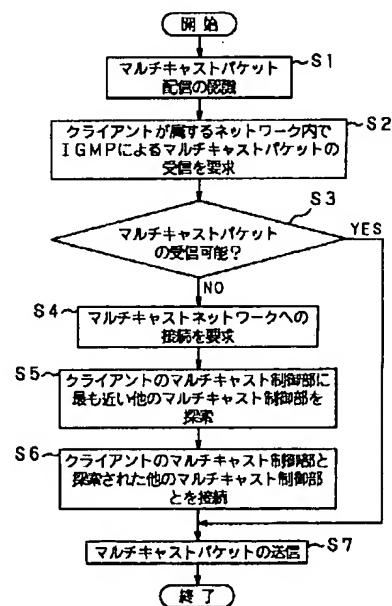 開始
マルチキャストパケット
配信の認識
S1
クライアントが属するネットワーク内で
IGMPによるマルチキャストパケットの
受信を要求
S2
マルチキャストパケット
の受信可能?
S3
YES
NO
S4
マルチキャストネットワークへの
接続を要求
S5
クライアントのマルチキャスト制御部に
最も近い他のマルチキャスト制御部を
探索
S6
クライアントのマルチキャスト制御部と
探索された他のマルチキャスト制御部
とを接続
マルチキャストパケットの送信
S7
終了